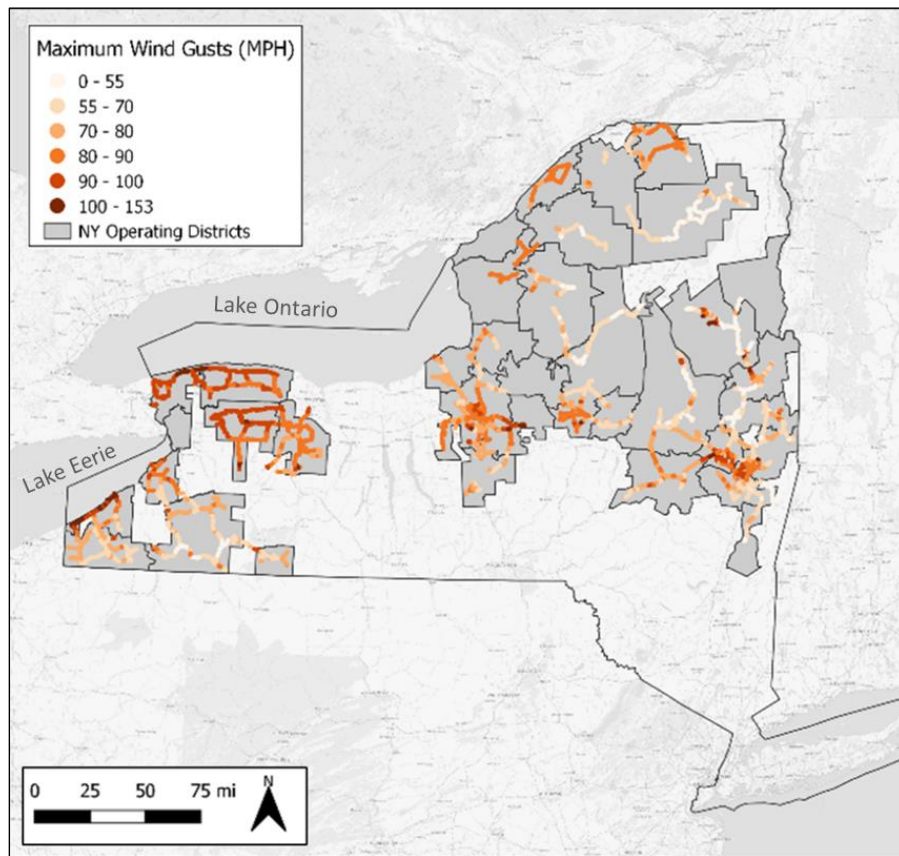 Maximum Wind Gusts (MPH)
0 - 55
55 - 70
70 - 80
80 - 90
90 - 100
100 - 153
NY Operating Districts
Lake Ontario
Lake Eerie
0 25 50 75 mi
N